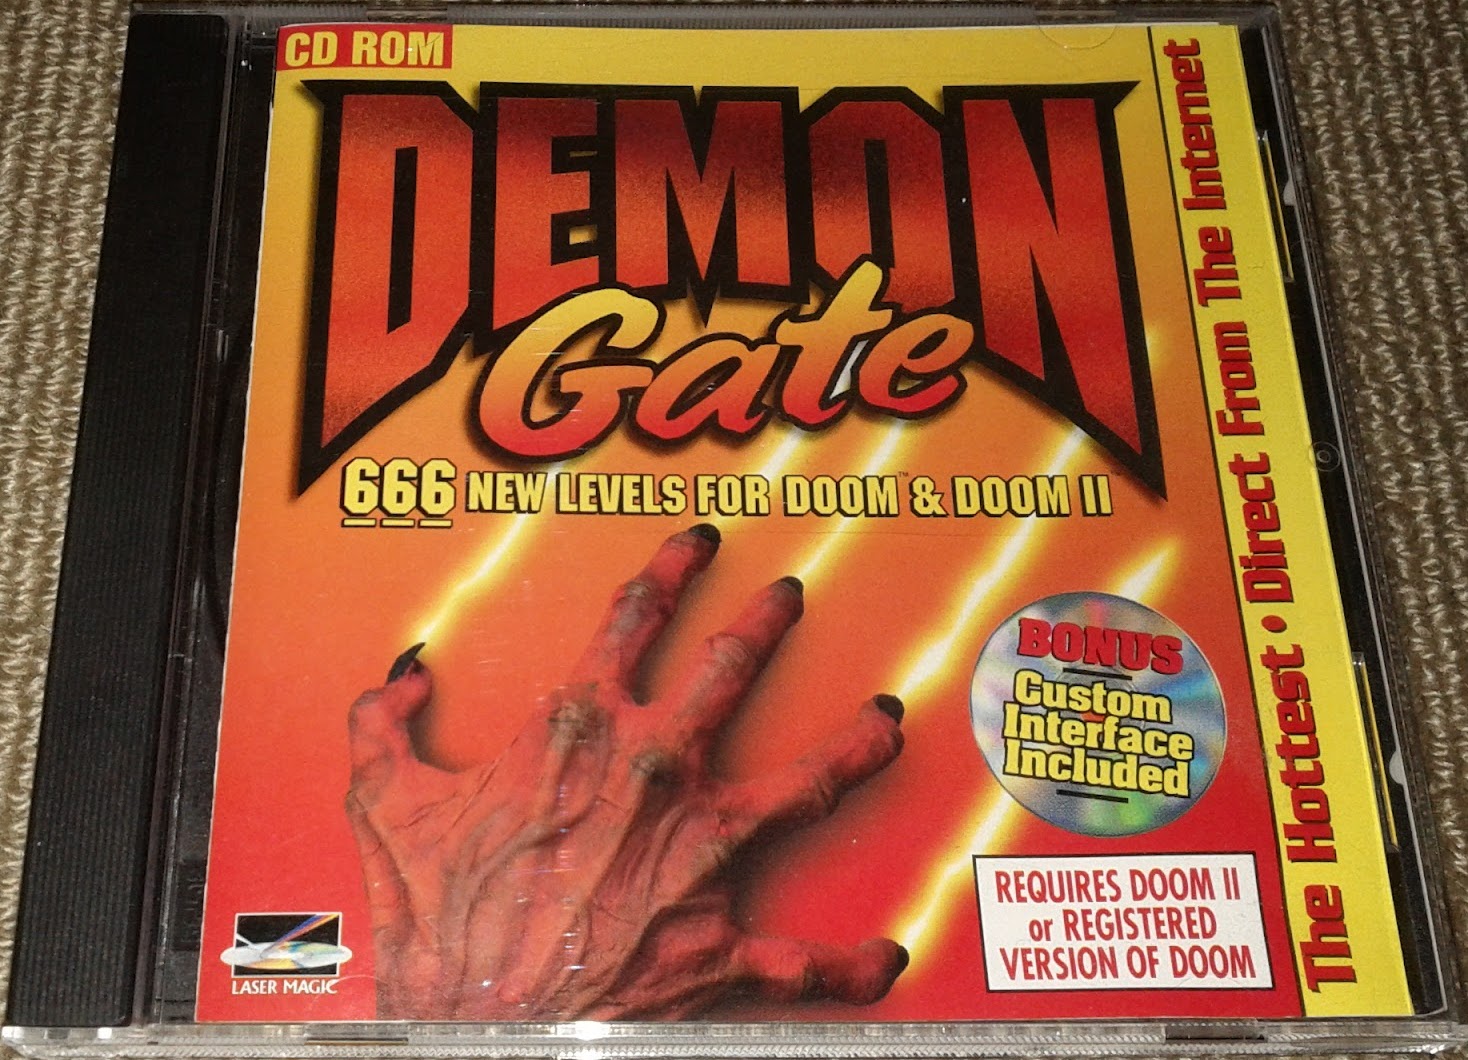 CD ROM
DEMON
Gate
666 NEW LEVELS FOR DOOM™ & DOOM II™
BONUS
Custom
Interface
Included
REQUIRES DOOM II
or REGISTERED
VERSION OF DOOM
LASER MAGIC
The Hottest • Direct From The Internet